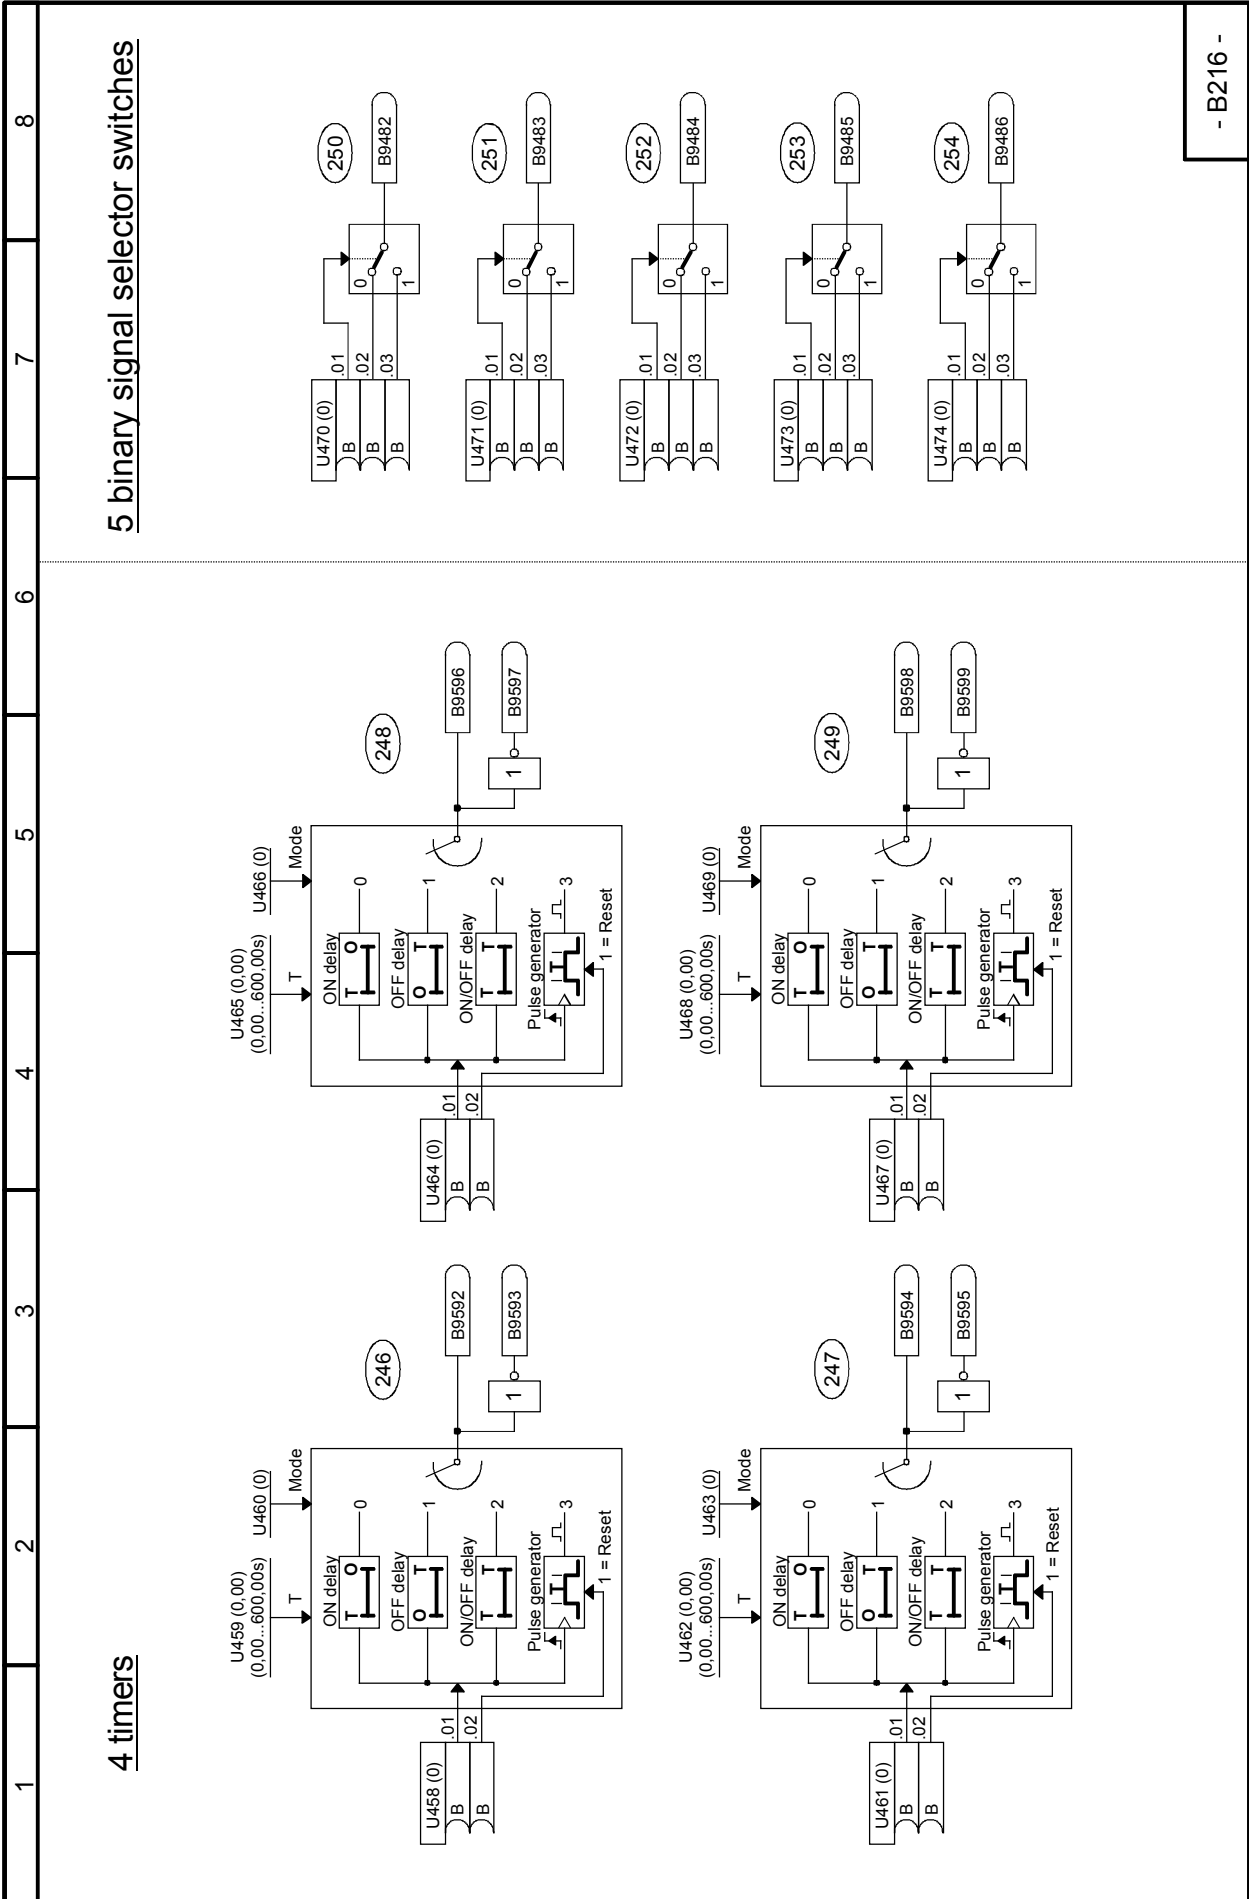 1 2 3 4 5 6 7 8
4 timers
U459 (0,00)
(0,00...600,00s)
U460 (0)
T
Mode
ON delay
T O
0
OFF delay
O T
1
ON/OFF delay
T T
2
Pulse generator
T
3
1 = Reset
U458 (0)
B
.01
B
.02
246
B9592
1
B9593
U465 (0,00)
(0,00...600,00s)
U466 (0)
T
Mode
ON delay
T O
0
OFF delay
O T
1
ON/OFF delay
T T
2
Pulse generator
T
3
1 = Reset
U464 (0)
B
.01
B
.02
248
B9596
1
B9597
U462 (0,00)
(0,00...600,00s)
U463 (0)
T
Mode
ON delay
T O
0
OFF delay
O T
1
ON/OFF delay
T T
2
Pulse generator
T
3
1 = Reset
U461 (0)
B
.01
B
.02
247
B9594
1
B9595
U468 (0,00)
(0,00...600,00s)
U469 (0)
T
Mode
ON delay
T O
0
OFF delay
O T
1
ON/OFF delay
T T
2
Pulse generator
T
3
1 = Reset
U467 (0)
B
.01
B
.02
249
B9598
1
B9599
5 binary signal selector switches
U470 (0)
B .01
B .02
B .03
0
1
250
B9482
U471 (0)
B .01
B .02
B .03
0
1
251
B9483
U472 (0)
B .01
B .02
B .03
0
1
252
B9484
U473 (0)
B .01
B .02
B .03
0
1
253
B9485
U474 (0)
B .01
B .02
B .03
0
1
254
B9486
- B216 -